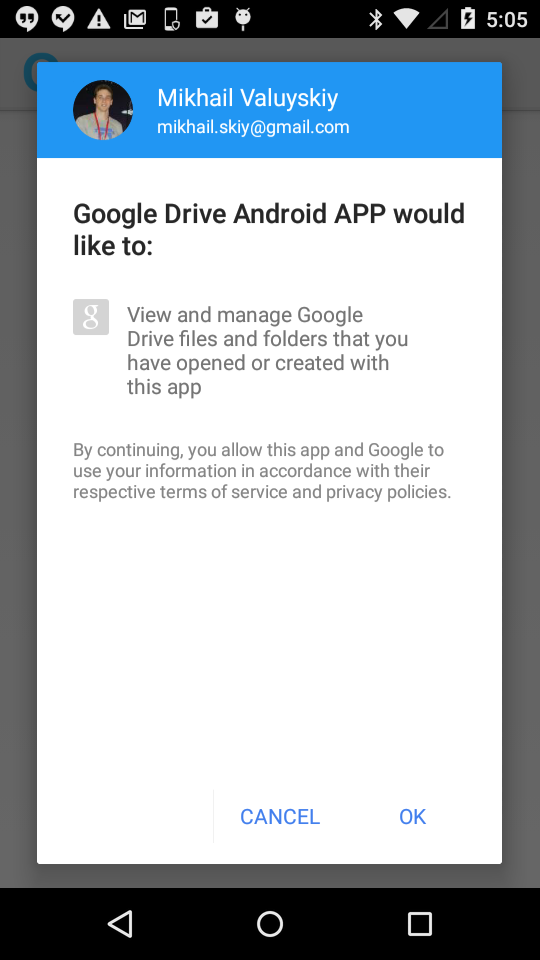 5:05
Mikhail Valuyskiy
mikhail.skiy@gmail.com
Google Drive Android APP would
like to:
g
View and manage Google
Drive files and folders that you
have opened or created with
this app
By continuing, you allow this app and Google to
use your information in accordance with their
respective terms of service and privacy policies.
CANCEL
OK